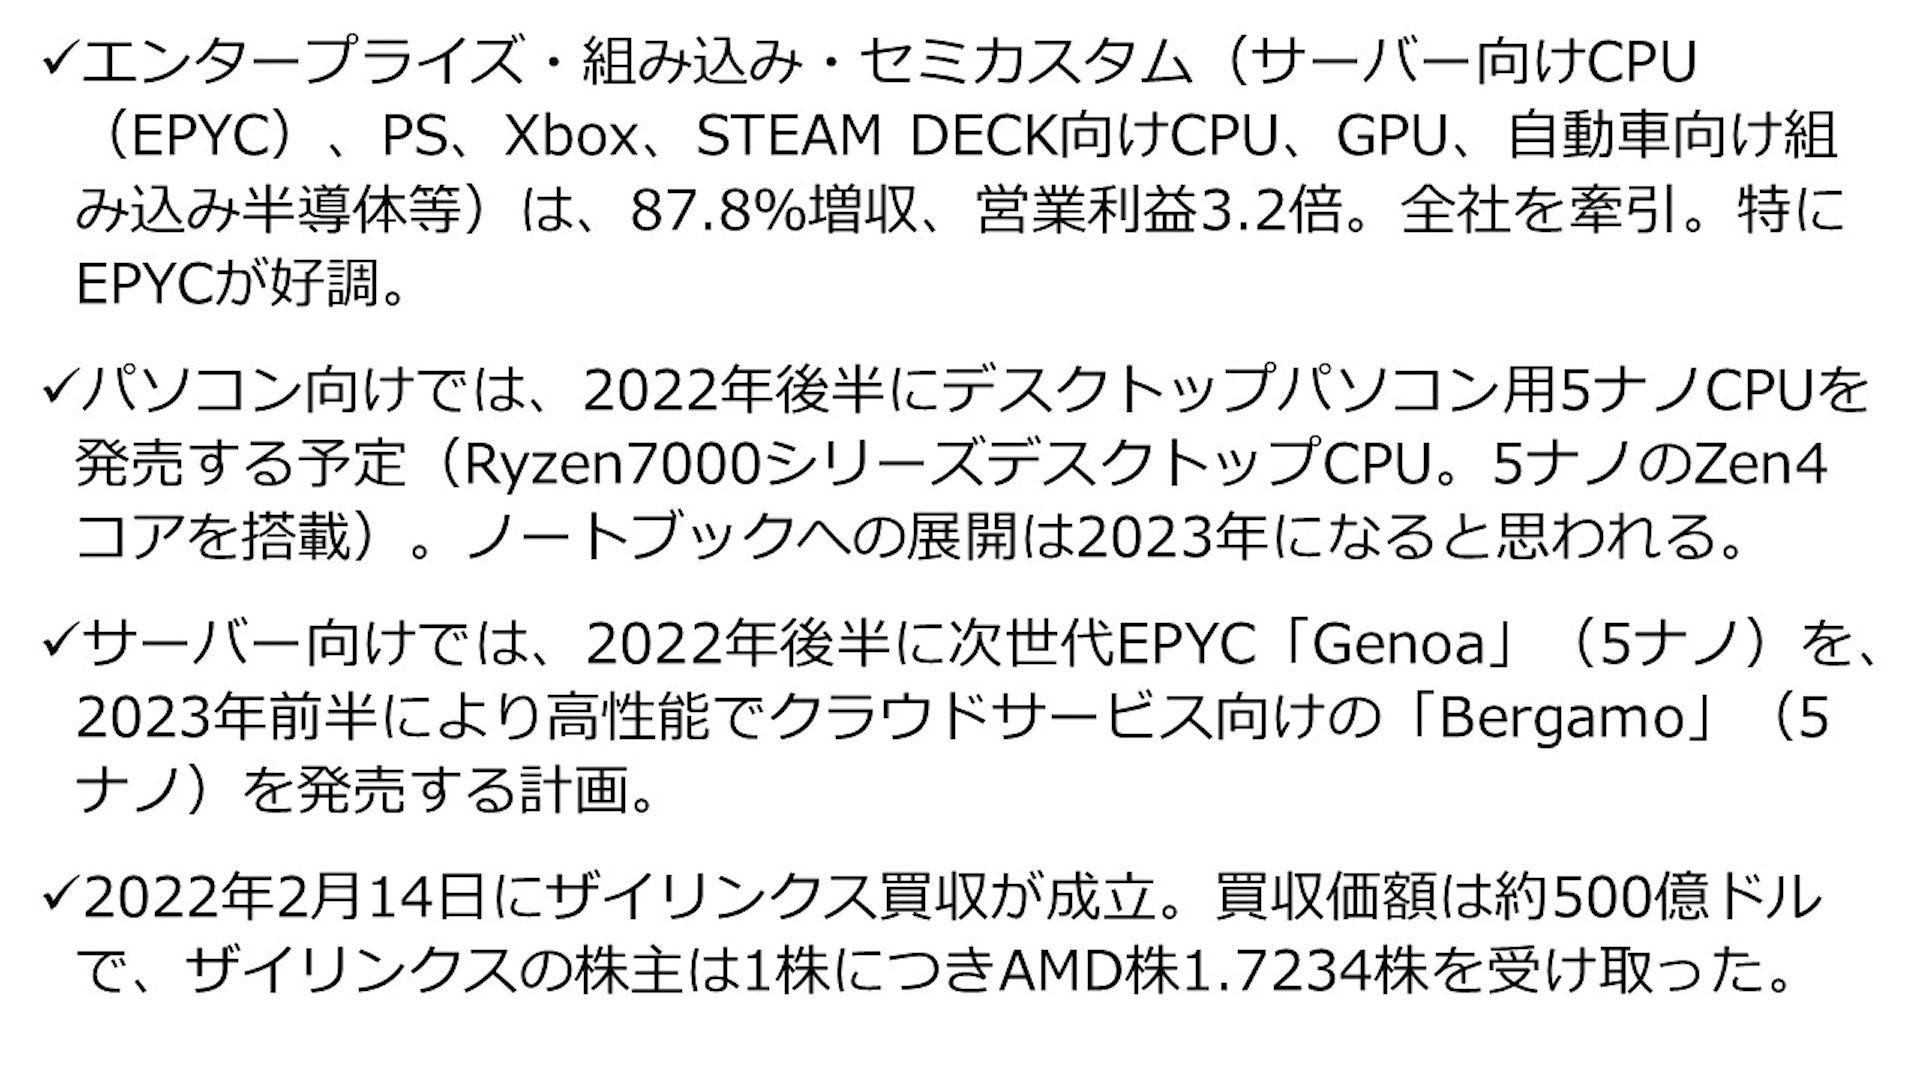 ✓エンタープライズ・組み込み・セミカスタム（サーバー向けCPU
（EPYC）、PS、Xbox、STEAM DECK向けCPU、GPU、自動車向け組
み込み半導体等）は、87.8%増収、営業利益3.2倍。全社を牽引。特に
EPYCが好調。
✓パソコン向けでは、2022年後半にデスクトップパソコン用5ナノCPUを
発売する予定（Ryzen7000シリーズデスクトップCPU。5ナノのZen4
コアを搭載）。ノートブックへの展開は2023年になると思われる。
✓サーバー向けでは、2022年後半に次世代EPYC「Genoa」（5ナノ）を、
2023年前半により高性能でクラウドサービス向けの「Bergamo」（5
ナノ）を発売する計画。
✓2022年2月14日にザイリンクス買収が成立。買収価額は約500億ドル
で、ザイリンクスの株主は1株につきAMD株1.7234株を受け取った。